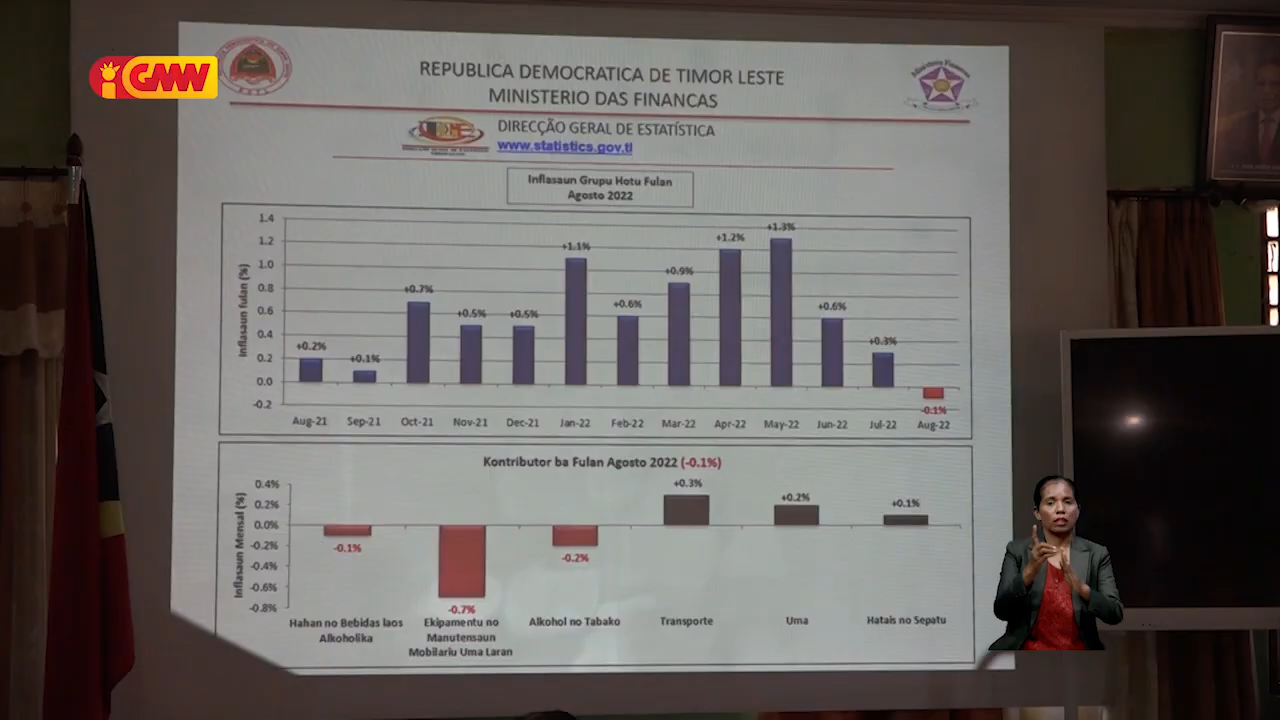 GMN
REPUBLICA DEMOCRATICA DE TIMOR LESTE
MINISTERIO DAS FINANCAS
DIRECÇÃO GERAL DE ESTATÍSTICA
www.statistics.gov.tl
Inflasaun Grupu Hotu Fulan
Agosto 2022
Inflasaun fulan (%)
1.4
1.2
1.0
0.8
0.6
0.4
0.2
0.0
-0.2
+0.2%
+0.1%
+0.7%
+0.5%
+0.5%
+1.1%
+0.6%
+0.9%
+1.2%
+1.3%
+0.6%
+0.3%
-0.1%
Aug-21 Sep-21 Oct-21 Nov-21 Dec-21 Jan-22 Feb-22 Mar-22 Apr-22 May-22 Jun-22 Jul-22 Aug-22
Kontributor ba Fulan Agosto 2022 (-0.1%)
Inflasaun Mensal (%)
0.4%
0.2%
0.0%
-0.2%
-0.4%
-0.6%
-0.8%
-0.1%
-0.7%
-0.2%
+0.3%
+0.2%
+0.1%
Hahan no Bebidas laos
Alkoholika
Ekipamentu no
Manutensaun
Mobilariu Uma Laran
Alkohol no Tabako
Transporte
Uma
Hatais no Sepatu